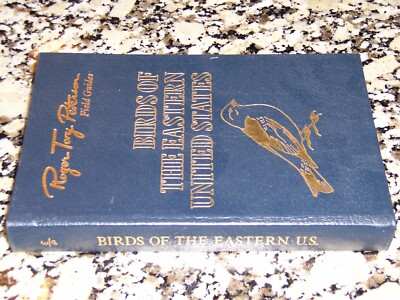 Roger Tory Peterson
Field Guides
BIRDS OF
THE EASTERN
UNITED STATES
BIRDS OF THE EASTERN U.S.